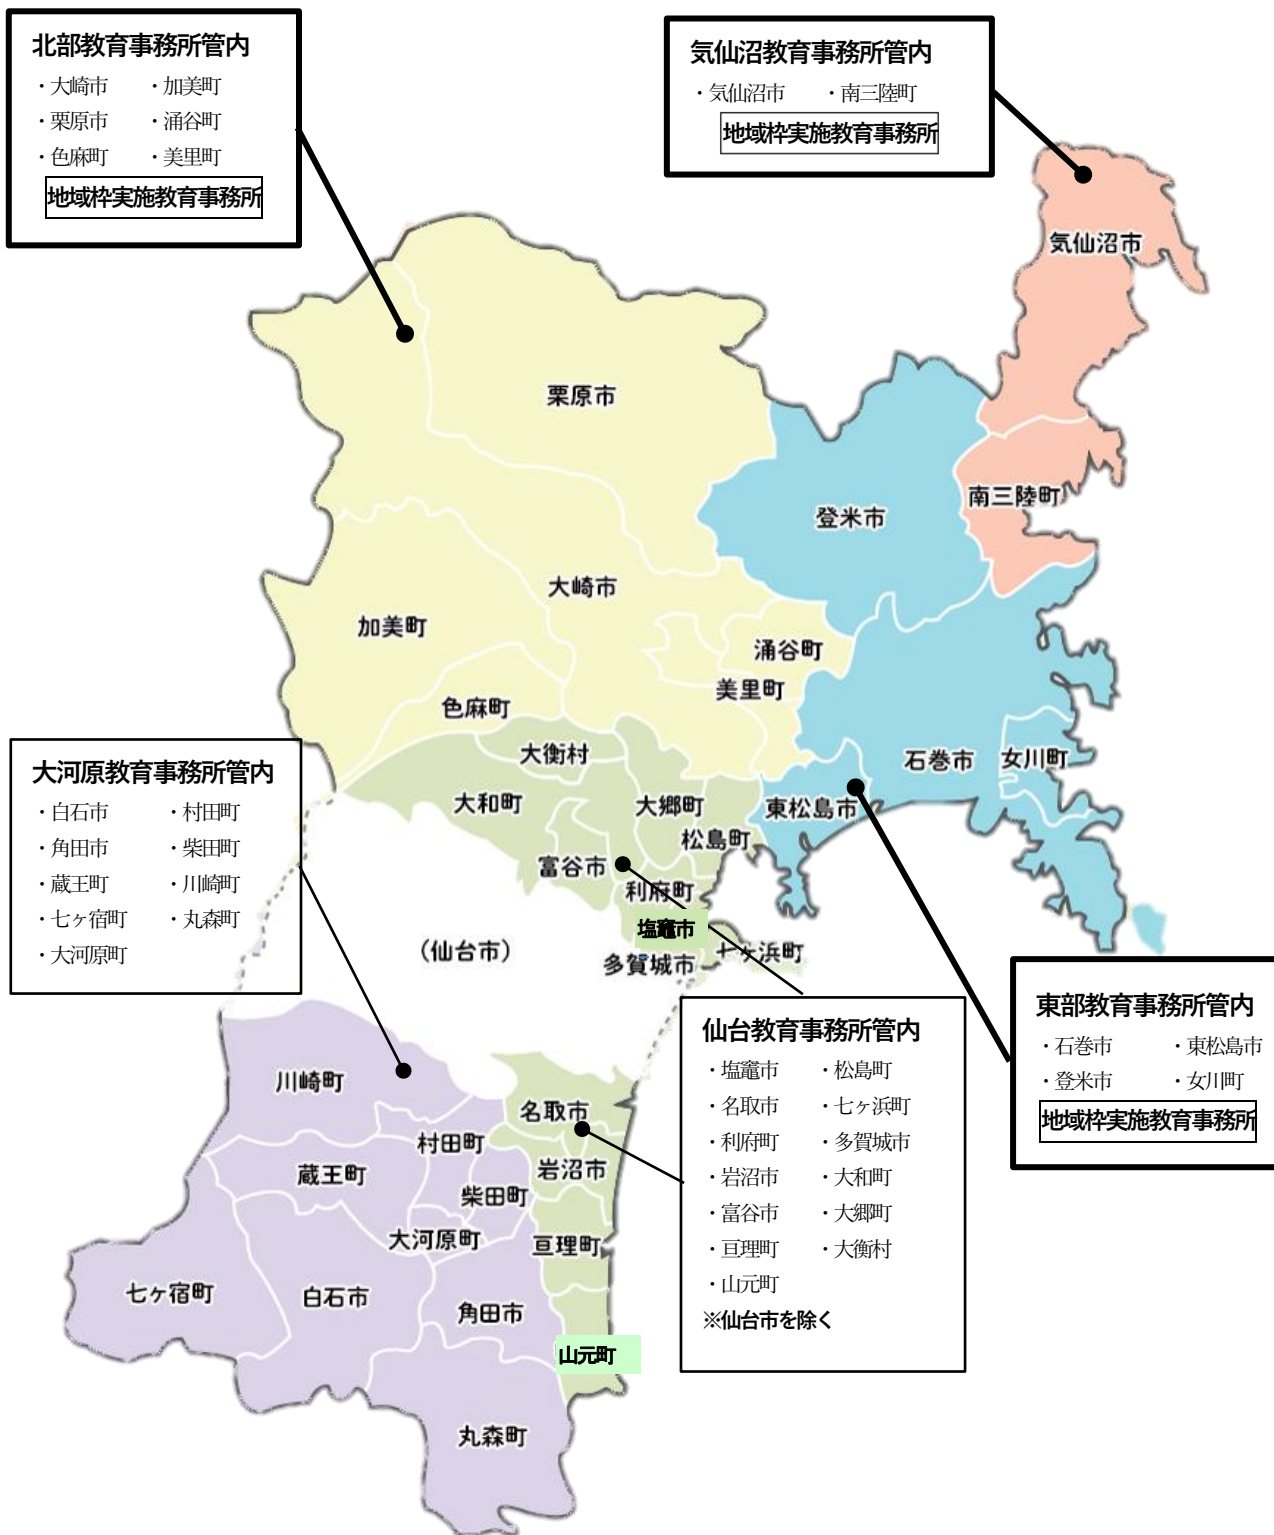 北部教育事務所管内
・大崎市 ・加美町
・栗原市 ・涌谷町
・色麻町 ・美里町
地域枠実施教育事務所
気仙沼教育事務所管内
・気仙沼市 ・南三陸町
地域枠実施教育事務所
気仙沼市
栗原市
南三陸町
登米市
大崎市
加美町
涌谷町
美里町
色麻町
大衡村
石巻市
女川町
大和町
大郷町
東松島市
松島町
富谷市
利府町
塩竈市
(仙台市)
多賀城市
七ヶ浜町
大河原教育事務所管内
・白石市 ・村田町
・角田市 ・柴田町
・蔵王町 ・川崎町
・七ヶ宿町 ・丸森町
・大河原町
東部教育事務所管内
・石巻市 ・東松島市
・登米市 ・女川町
地域枠実施教育事務所
仙台教育事務所管内
・塩竈市 ・松島町
・名取市 ・七ヶ浜町
・利府町 ・多賀城市
・岩沼市 ・大和町
・富谷市 ・大郷町
・亘理町 ・大衡村
・山元町
※仙台市を除く
川崎町
名取市
村田町
岩沼市
蔵王町
柴田町
大河原町
亘理町
七ヶ宿町
白石市
角田市
山元町
丸森町